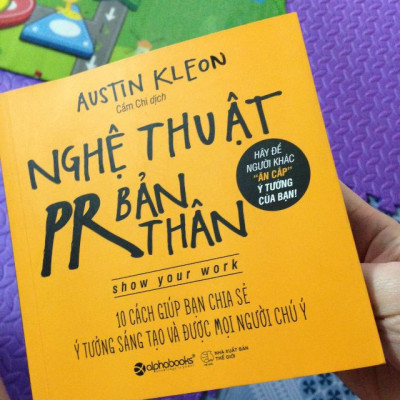 AUSTIN KLEON
Cẩm Chi dịch
NGHỆ THUẬT
PR BẢN
THÂN
HÃY ĐỂ
NGƯỜI KHÁC
"ĂN CẮP"
Ý TƯỞNG
CỦA BẠN!
show your work
10 CÁCH GIÚP BẠN CHIA SẺ
Ý TƯỞNG SÁNG TẠO VÀ ĐƯỢC MỌI NGƯỜI CHÚ Ý
alphabooks
NHÀ XUẤT BẢN
THẾ GIỚI